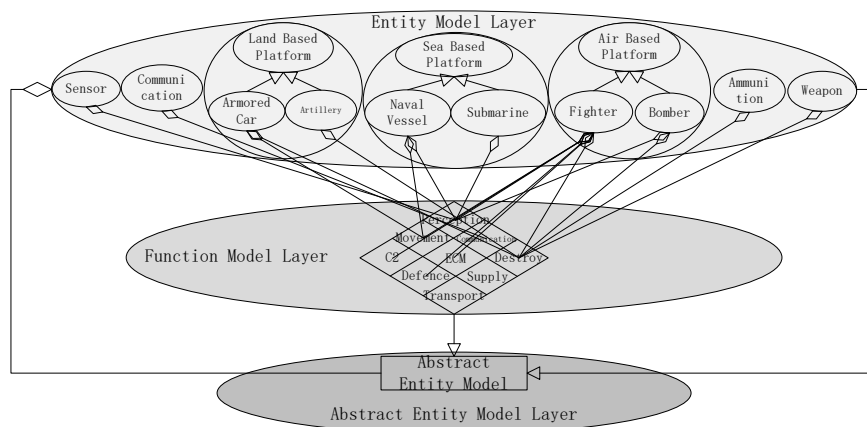 Entity Model Layer
Land Based
Platform
Sea Based
Platform
Air Based
Platform
Sensor
Communi
cation
Armored
Car
Artillery
Naval
Vessel
Submarine
Fighter
Bomber
Ammuni
tion
Weapon
Perception
Movement
Communication
Function Model Layer
C2
ECM
Destroy
Defence
Supply
Transport
Abstract
Entity Model
Abstract Entity Model Layer